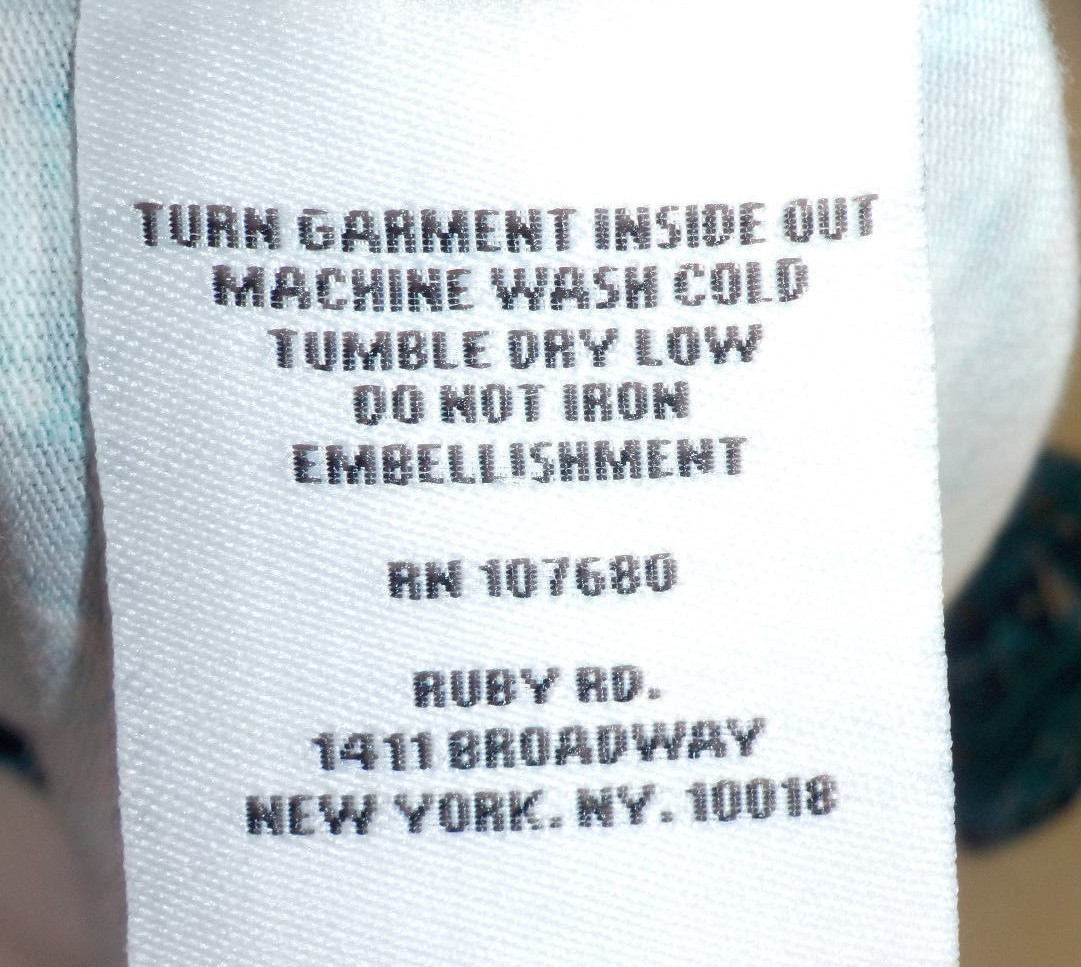 TURN GARMENT INSIDE OUT
MACHINE WASH COLD
TUMBLE DRY LOW
DO NOT IRON
EMBELLISHMENT
RN 107680
RUBY RD.
1411 BROADWAY
NEW YORK. NY. 10018